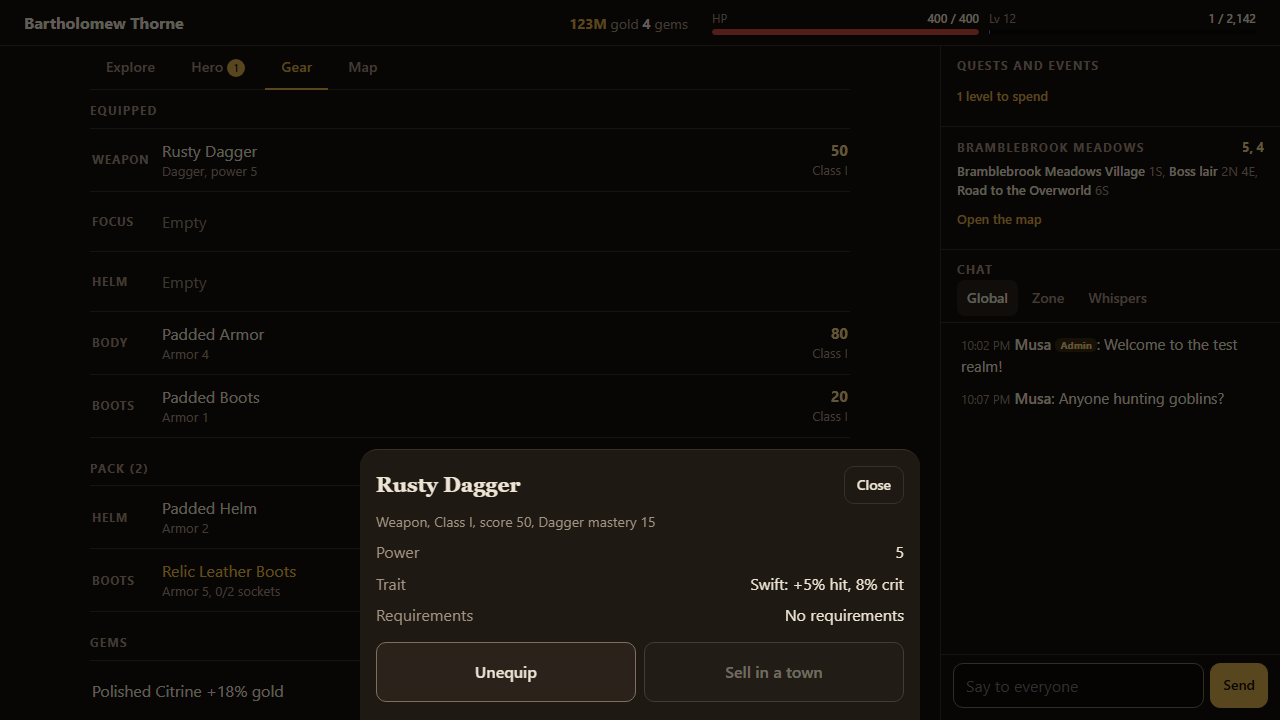 Bartholomew Thorne
123M gold 4 gems
HP 400 / 400
Lv 12 1 / 2,142
Explore Hero 1 Gear Map
EQUIPPED
WEAPON Rusty Dagger 50
Dagger, power 5 Class I
FOCUS Empty
HELM Empty
BODY Padded Armor 80
Armor 4 Class I
BOOTS Padded Boots 20
Armor 1 Class I
PACK (2)
HELM Padded Helm
Armor 2
BOOTS Relic Leather Boots
Armor 5, 0/2 sockets
GEMS
Polished Citrine +18% gold
Rusty Dagger Close
Weapon, Class I, score 50, Dagger mastery 15
Power 5
Trait Swift: +5% hit, 8% crit
Requirements No requirements
Unequip Sell in a town
QUESTS AND EVENTS
1 level to spend
BRAMBLEBROOK MEADOWS 5, 4
Bramblebrook Meadows Village 1S, Boss lair 2N 4E,
Road to the Overworld 6S
Open the map
CHAT
Global Zone Whispers
10:02 PM Musa Admin: Welcome to the test
realm!
10:07 PM Musa: Anyone hunting goblins?
Say to everyone Send